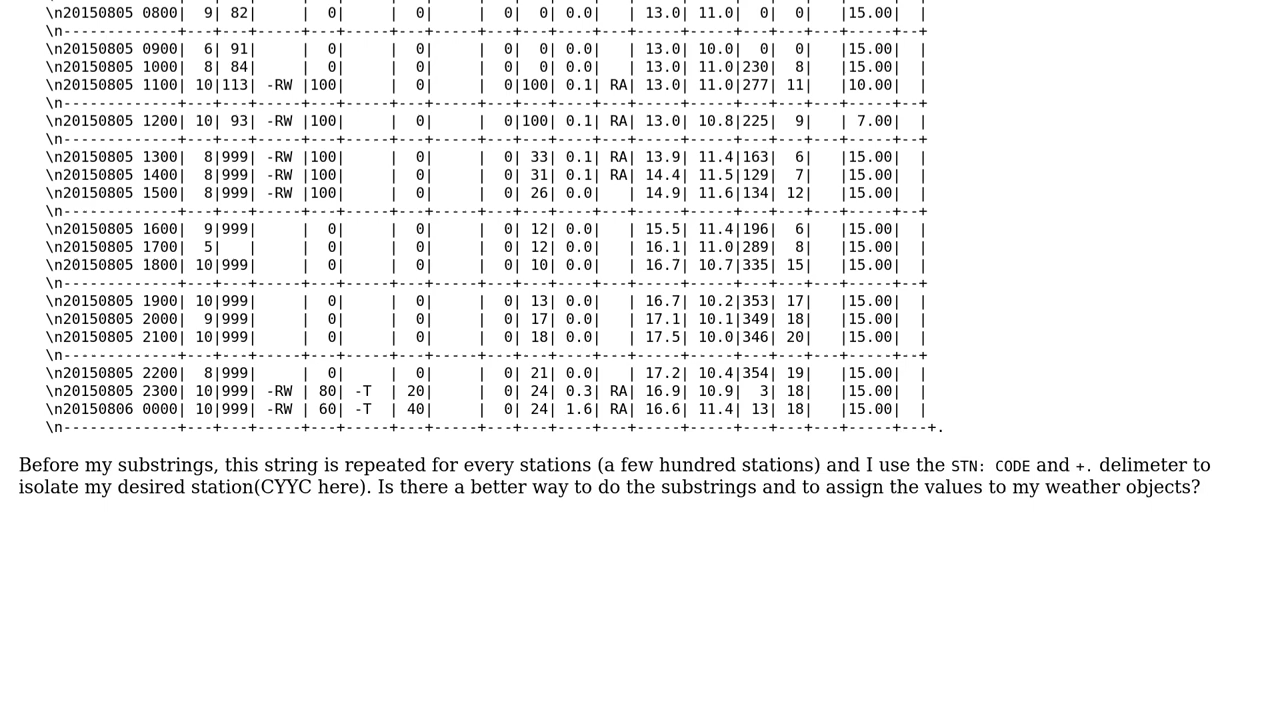 \n20150805 0800|  9| 82|     |  0|     |  0|     |  0|  0| 0.0|   | 13.0| 11.0|  0|  0|   |15.00|  |
\n-------------+---+---+-----+---+-----+---+-----+---+---+----+---+-----+-----+---+---+---+-----+--+
\n20150805 0900|  6| 91|     |  0|     |  0|     |  0|  0| 0.0|   | 13.0| 10.0|  0|  0|   |15.00|  |
\n20150805 1000|  8| 84|     |  0|     |  0|     |  0|  0| 0.0|   | 13.0| 11.0|230|  8|   |15.00|  |
\n20150805 1100| 10|113| -RW |100|     |  0|     |  0|100| 0.1| RA| 13.0| 11.0|277| 11|   |10.00|  |
\n-------------+---+---+-----+---+-----+---+-----+---+---+----+---+-----+-----+---+---+---+-----+--+
\n20150805 1200| 10| 93| -RW |100|     |  0|     |  0|100| 0.1| RA| 13.0| 10.8|225|  9|   | 7.00|  |
\n-------------+---+---+-----+---+-----+---+-----+---+---+----+---+-----+-----+---+---+---+-----+--+
\n20150805 1300|  8|999| -RW |100|     |  0|     |  0| 33| 0.1| RA| 13.9| 11.4|163|  6|   |15.00|  |
\n20150805 1400|  8|999| -RW |100|     |  0|     |  0| 31| 0.1| RA| 14.4| 11.5|129|  7|   |15.00|  |
\n20150805 1500|  8|999| -RW |100|     |  0|     |  0| 26| 0.0|   | 14.9| 11.6|134| 12|   |15.00|  |
\n-------------+---+---+-----+---+-----+---+-----+---+---+----+---+-----+-----+---+---+---+-----+--+
\n20150805 1600|  9|999|     |  0|     |  0|     |  0| 12| 0.0|   | 15.5| 11.4|196|  6|   |15.00|  |
\n20150805 1700|  5|   |     |  0|     |  0|     |  0| 12| 0.0|   | 16.1| 11.0|289|  8|   |15.00|  |
\n20150805 1800| 10|999|     |  0|     |  0|     |  0| 10| 0.0|   | 16.7| 10.7|335| 15|   |15.00|  |
\n-------------+---+---+-----+---+-----+---+-----+---+---+----+---+-----+-----+---+---+---+-----+--+
\n20150805 1900| 10|999|     |  0|     |  0|     |  0| 13| 0.0|   | 16.7| 10.2|353| 17|   |15.00|  |
\n20150805 2000|  9|999|     |  0|     |  0|     |  0| 17| 0.0|   | 17.1| 10.1|349| 18|   |15.00|  |
\n20150805 2100| 10|999|     |  0|     |  0|     |  0| 18| 0.0|   | 17.5| 10.0|346| 20|   |15.00|  |
\n-------------+---+---+-----+---+-----+---+-----+---+---+----+---+-----+-----+---+---+---+-----+--+
\n20150805 2200|  8|999|     |  0|     |  0|     |  0| 21| 0.0|   | 17.2| 10.4|354| 19|   |15.00|  |
\n20150805 2300| 10|999| -RW | 80| -T  | 20|     |  0| 24| 0.3| RA| 16.9| 10.9|  3| 18|   |15.00|  |
\n20150806 0000| 10|999| -RW | 60| -T  | 40|     |  0| 24| 1.6| RA| 16.6| 11.4| 13| 18|   |15.00|  |
\n-------------+---+---+-----+---+-----+---+-----+---+---+----+---+-----+-----+---+---+---+-----+---+.
Before my substrings, this string is repeated for every stations (a few hundred stations) and I use the STN: CODE and +. delimeter to
isolate my desired station(CYYC here). Is there a better way to do the substrings and to assign the values to my weather objects?